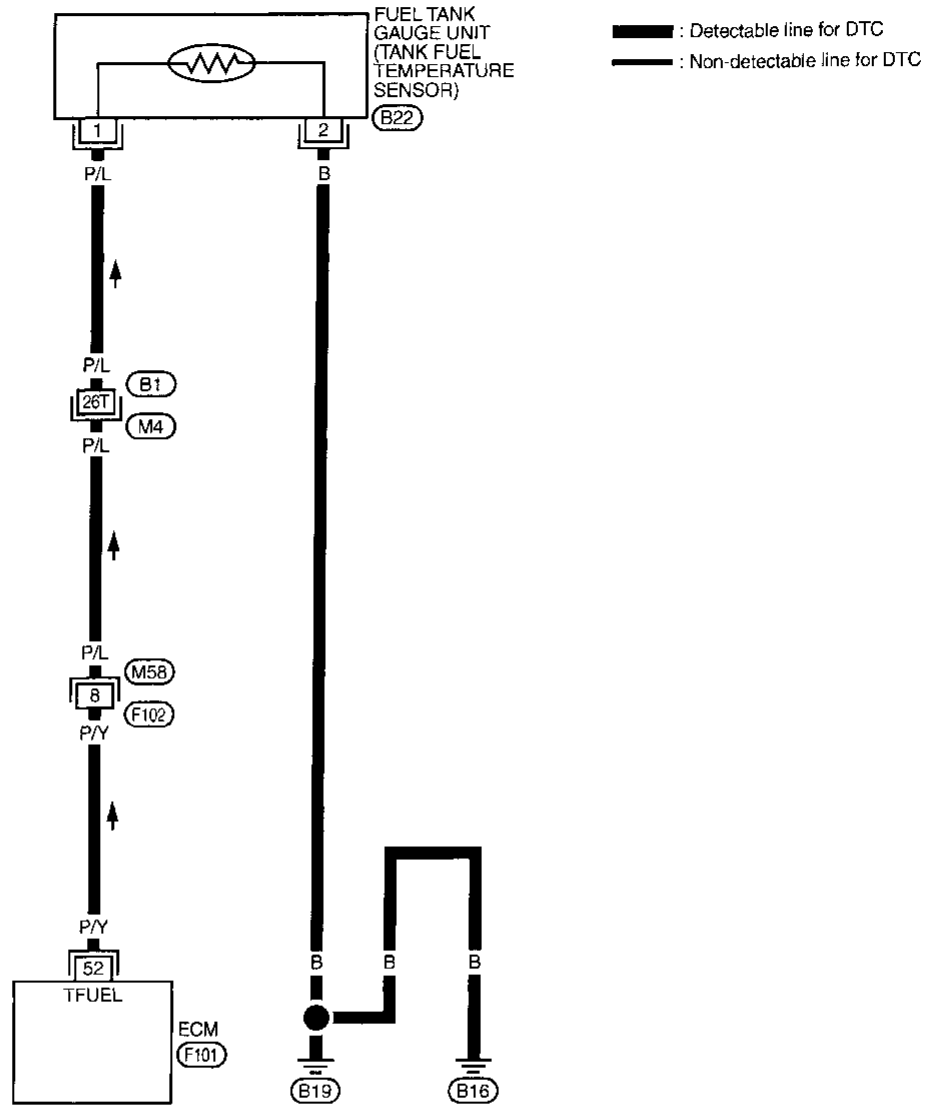 FUEL TANK
GAUGE UNIT
(TANK FUEL
TEMPERATURE
SENSOR)
B22
: Detectable line for DTC
: Non-detectable line for DTC
1
2
P/L
B
P/L
B1
26T
M4
P/L
P/L
M58
8
F102
P/Y
P/Y
B
B
B
52
TFUEL
ECM
F101
B19
B16